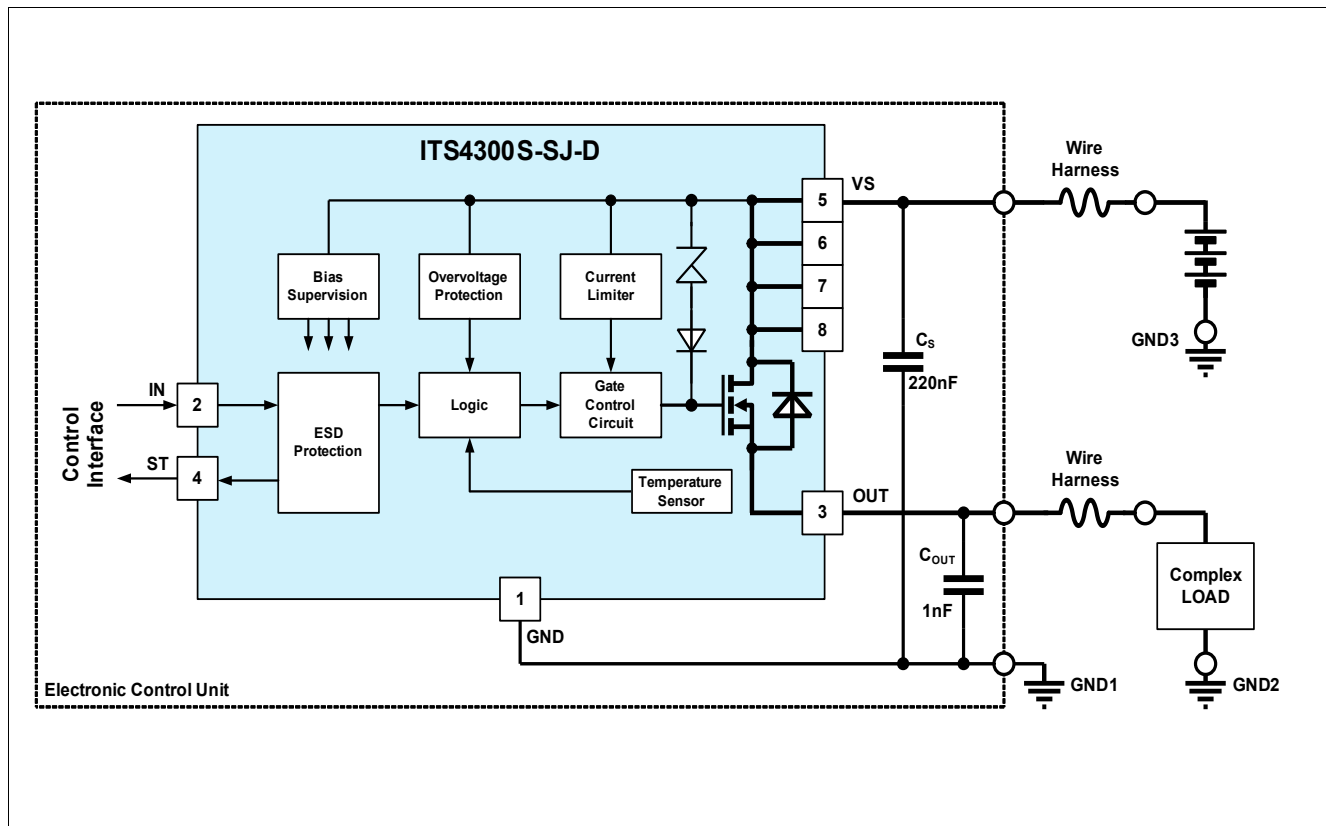 ITS4300S-SJ-D
Wire
Harness
VS
5
6
7
8
Bias
Supervision
Overvoltage
Protection
Current
Limiter
GND3
CS
220nF
IN
2
Control
Interface
ESD
Protection
Logic
Gate
Control
Circuit
ST
4
Temperature
Sensor
Wire
Harness
OUT
3
COUT
1nF
Complex
LOAD
1
GND
Electronic Control Unit
GND1
GND2